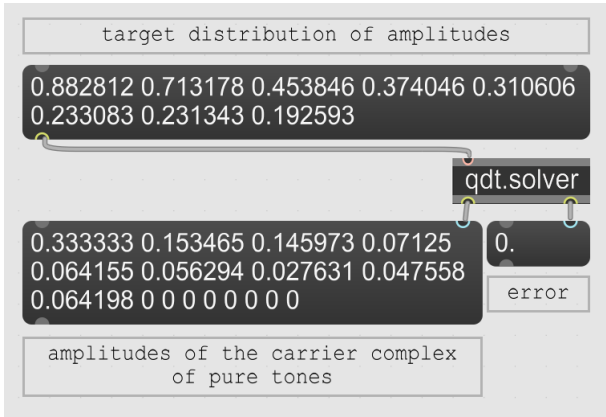 target distribution of amplitudes
0.882812 0.713178 0.453846 0.374046 0.310606
0.233083 0.231343 0.192593
qdt.solver
0.333333 0.153465 0.145973 0.07125
0.064155 0.056294 0.027631 0.047558
0.064198 0 0 0 0 0 0 0 0
0.
error
amplitudes of the carrier complex
of pure tones